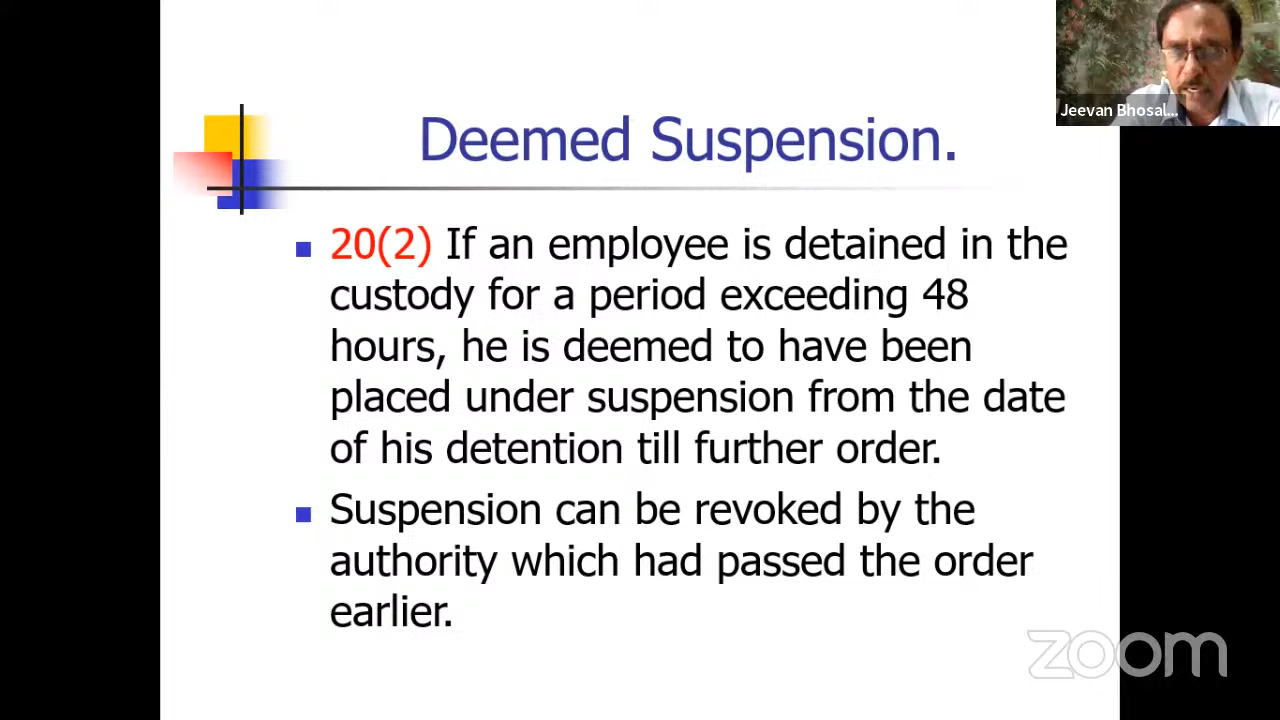 Jeevan Bhosal...
Deemed Suspension.
20(2) If an employee is detained in the
custody for a period exceeding 48
hours, he is deemed to have been
placed under suspension from the date
of his detention till further order.
Suspension can be revoked by the
authority which had passed the order
earlier.
zoom